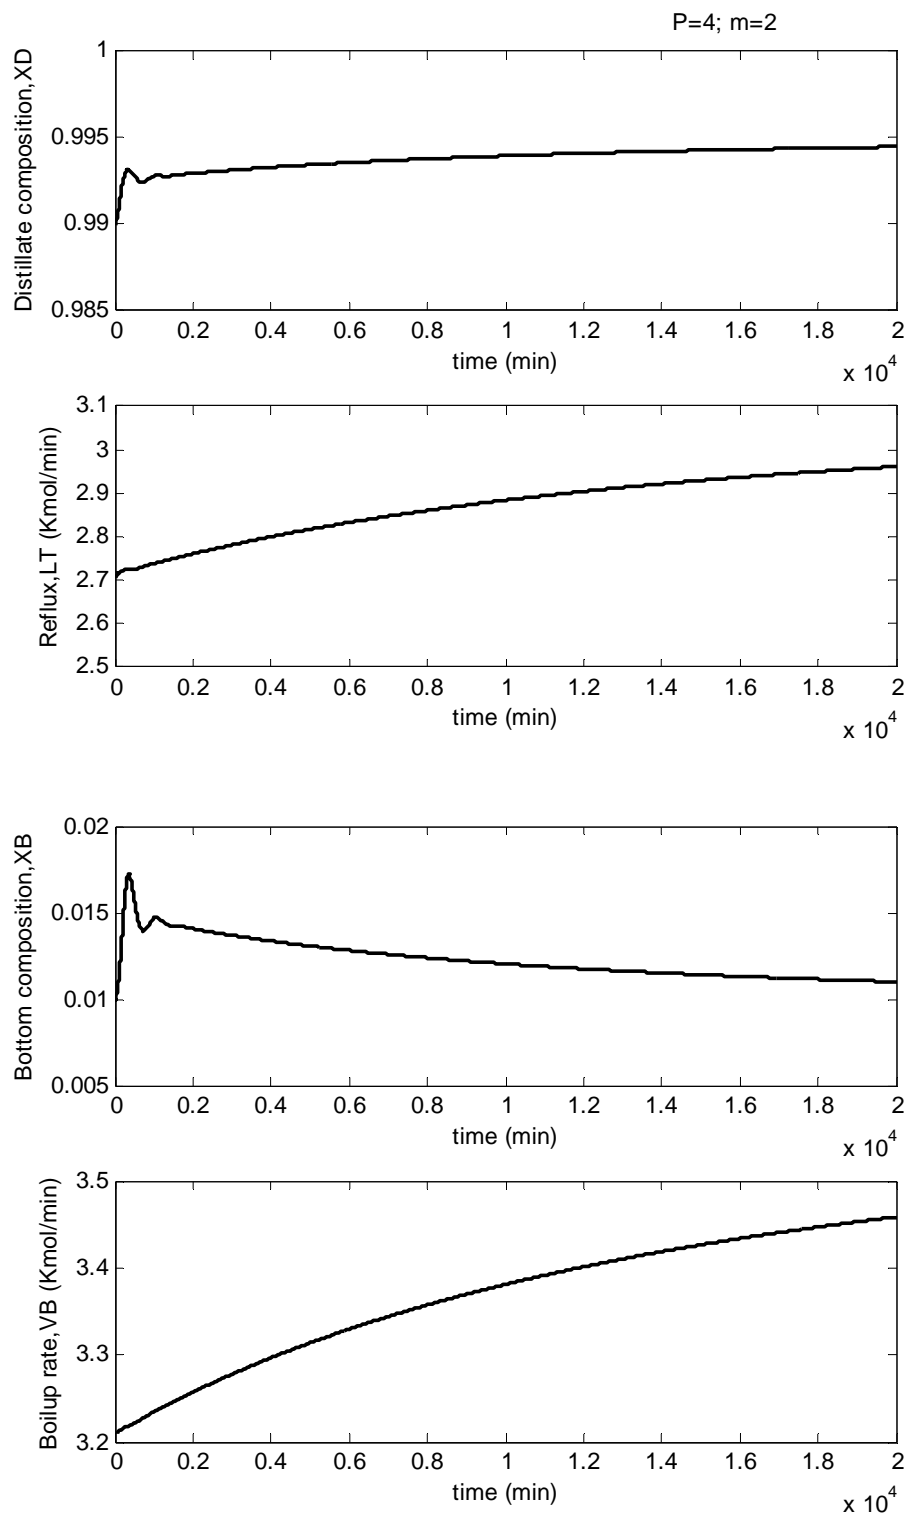 P=4; m=2
Distillate composition,XD
1
0.995
0.99
0.985
0 0.2 0.4 0.6 0.8 1 1.2 1.4 1.6 1.8 2
time (min)
x 10^4
Reflux,LT (Kmol/min)
3.1
3
2.9
2.8
2.7
2.6
2.5
0 0.2 0.4 0.6 0.8 1 1.2 1.4 1.6 1.8 2
time (min)
x 10^4
Bottom composition,XB
0.02
0.015
0.01
0.005
0 0.2 0.4 0.6 0.8 1 1.2 1.4 1.6 1.8 2
time (min)
x 10^4
Boilup rate,VB (Kmol/min)
3.5
3.4
3.3
3.2
0 0.2 0.4 0.6 0.8 1 1.2 1.4 1.6 1.8 2
time (min)
x 10^4